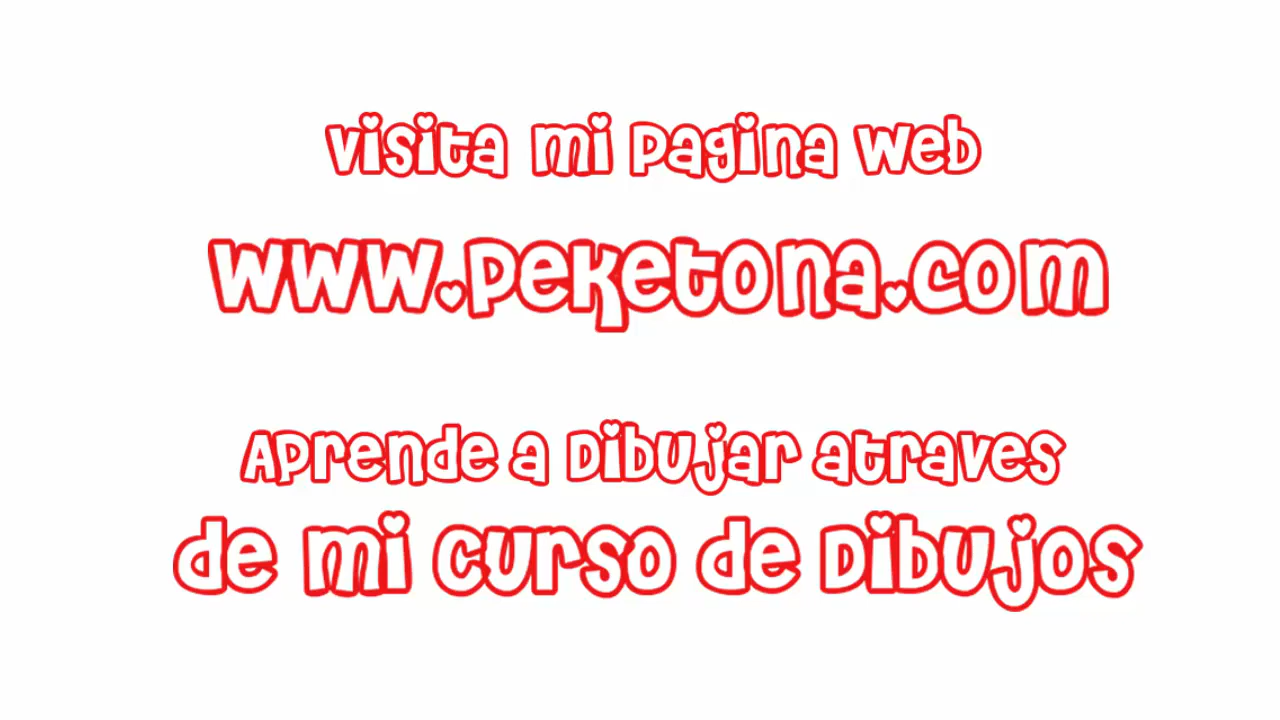 Visita mi pagina web
www.peketona.com
Aprende a Dibujar atraves
de mi curso de Dibujos